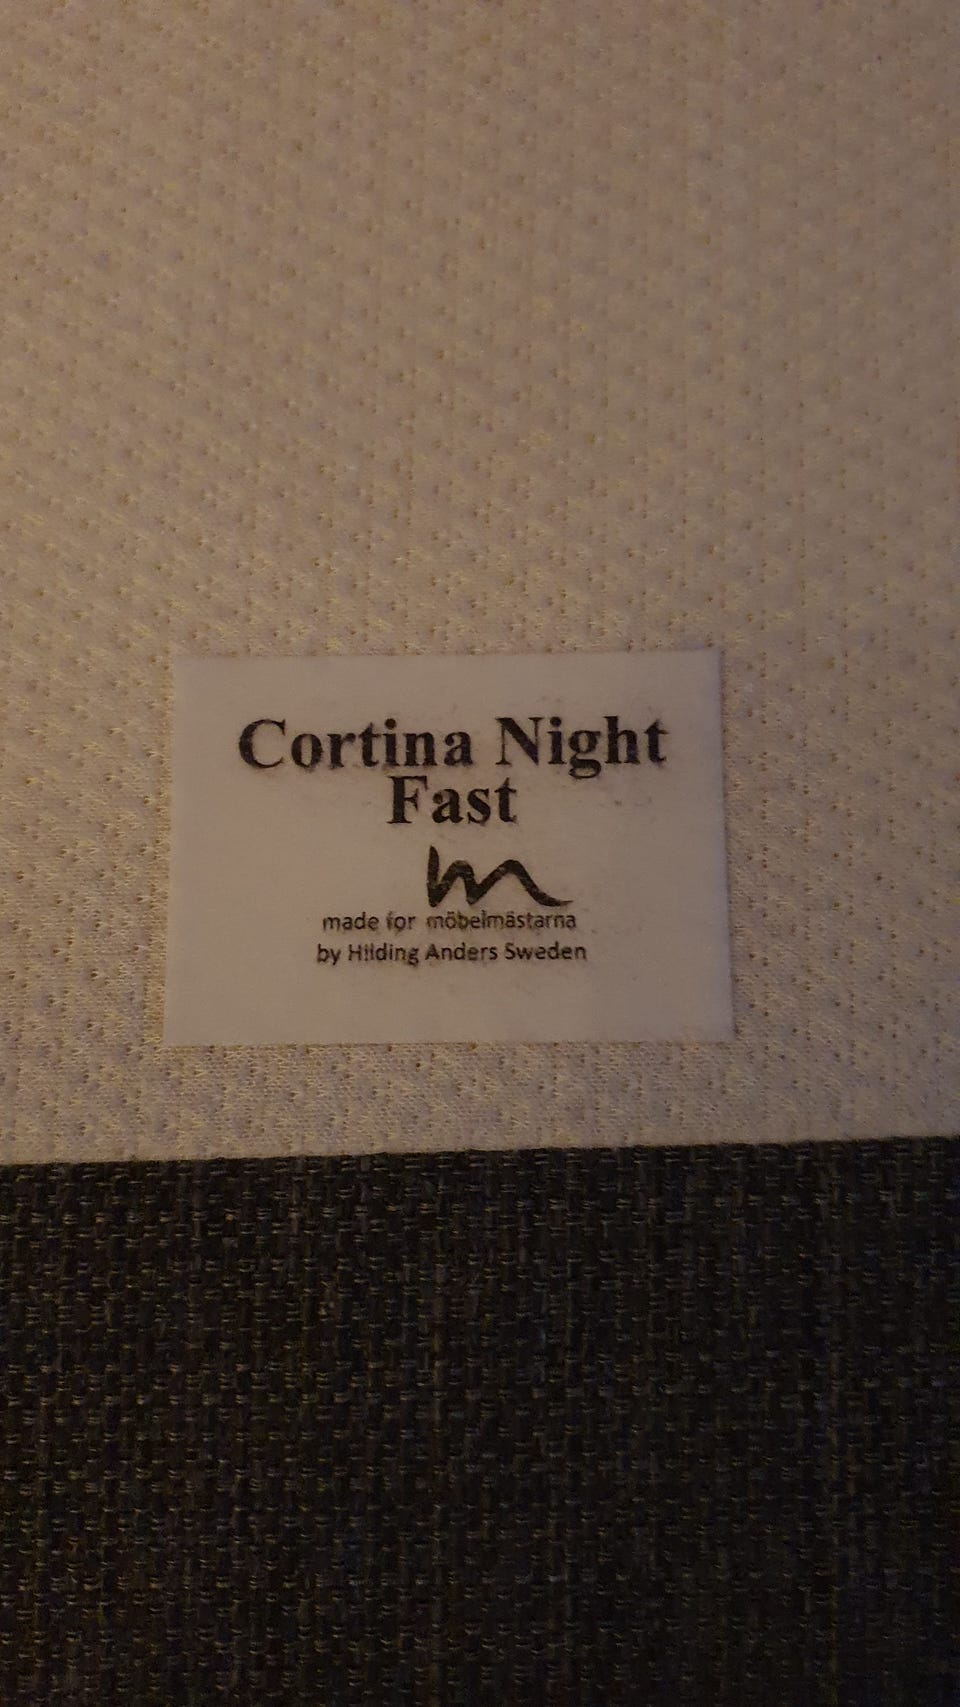 Cortina Night
Fast
m
made for möbelmästarna
by Hilding Anders Sweden